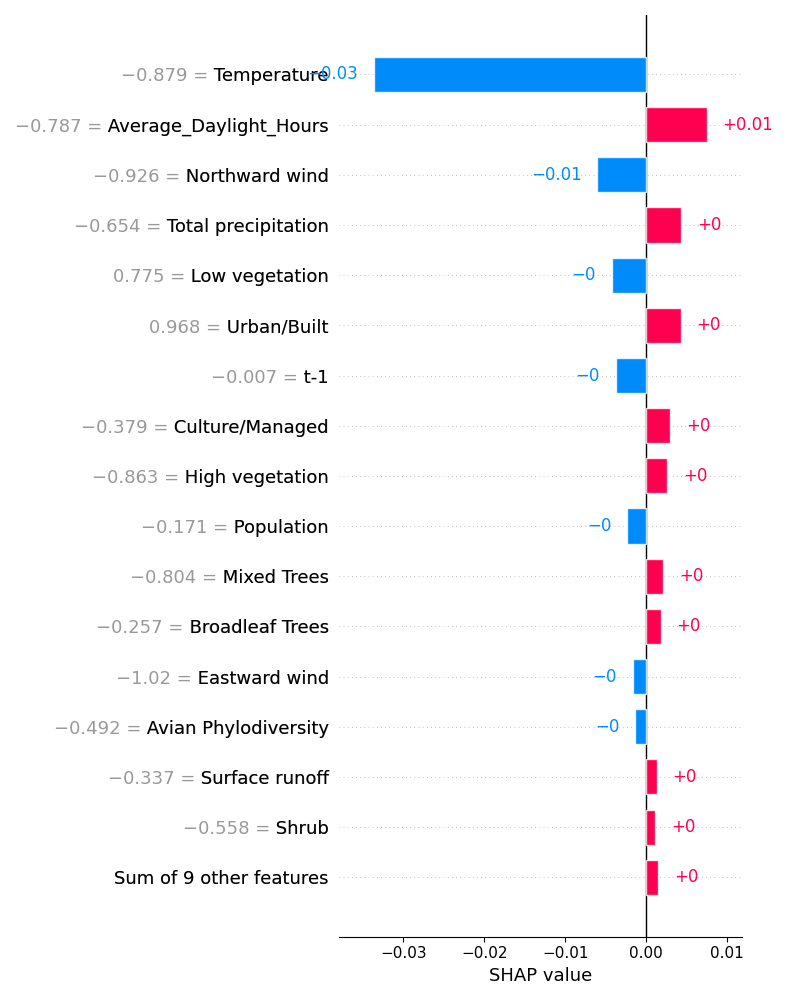 −0.879 = Temperature −0.03
−0.787 = Average_Daylight_Hours +0.01
−0.926 = Northward wind −0.01
−0.654 = Total precipitation +0
0.775 = Low vegetation −0
0.968 = Urban/Built +0
−0.007 = t-1 −0
−0.379 = Culture/Managed +0
−0.863 = High vegetation +0
−0.171 = Population −0
−0.804 = Mixed Trees +0
−0.257 = Broadleaf Trees +0
−1.02 = Eastward wind −0
−0.492 = Avian Phylodiversity −0
−0.337 = Surface runoff +0
−0.558 = Shrub +0
Sum of 9 other features +0
−0.03 −0.02 −0.01 0.00 0.01
SHAP value